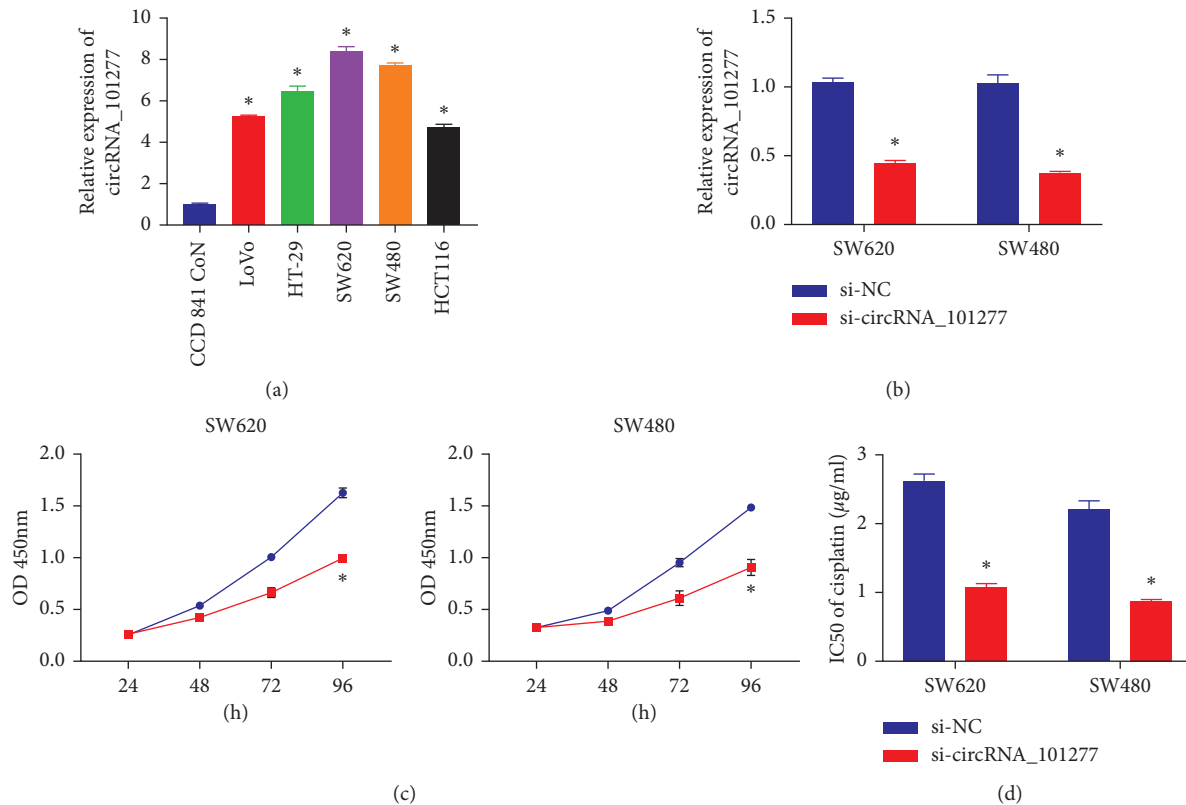 Relative expression of
circRNA_101277
10
8
6
4
2
0
*
*
*
*
*
CCD 841 CoN
LoVo
HT-29
SW620
SW480
HCT116
(a)
Relative expression of
circRNA_101277
1.5
1.0
0.5
0.0
*
*
SW620
SW480
si-NC
si-circRNA_101277
(b)
SW620
OD 450nm
2.0
1.5
1.0
0.5
0.0
*
24 48 72 96
(h)
SW480
OD 450nm
2.0
1.5
1.0
0.5
0.0
*
24 48 72 96
(h)
(c)
IC50 of cisplatin (µg/ml)
3
2
1
0
*
*
SW620
SW480
si-NC
si-circRNA_101277
(d)